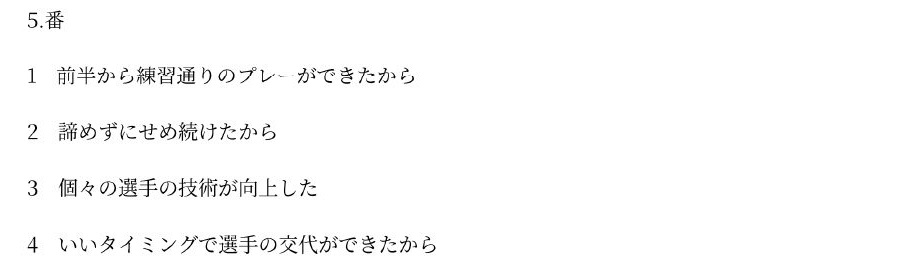 5.番
1 前半から練習通りのプレーができたから
2 諦めずにせめ続けたから
3 個々の選手の技術が向上した
4 いいタイミングで選手の交代ができたから